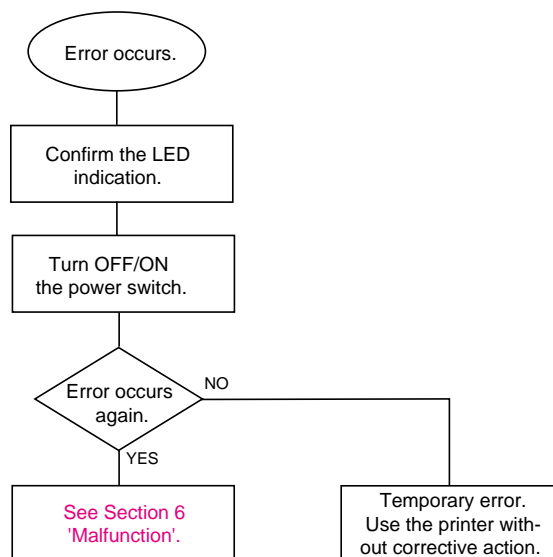 Error occurs.
Confirm the LED
indication.
Turn OFF/ON
the power switch.
Error occurs
again.
NO
YES
See Section 6
'Malfunction'.
Temporary error.
Use the printer with-
out corrective action.